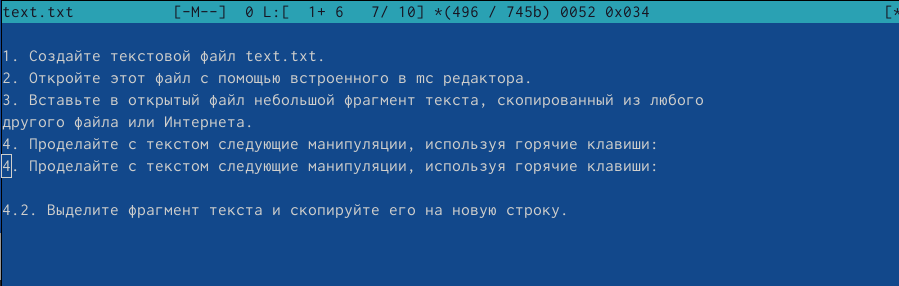 text.txt [-M--] 0 L:[ 1+ 6 7/ 10] *(496 / 745b) 0052 0x034 [*
1. Создайте текстовой файл text.txt.
2. Откройте этот файл с помощью встроенного в mc редактора.
3. Вставьте в открытый файл небольшой фрагмент текста, скопированный из любого
другого файла или Интернета.
4. Проделайте с текстом следующие манипуляции, используя горячие клавиши:
4. Проделайте с текстом следующие манипуляции, используя горячие клавиши:
4.2. Выделите фрагмент текста и скопируйте его на новую строку.